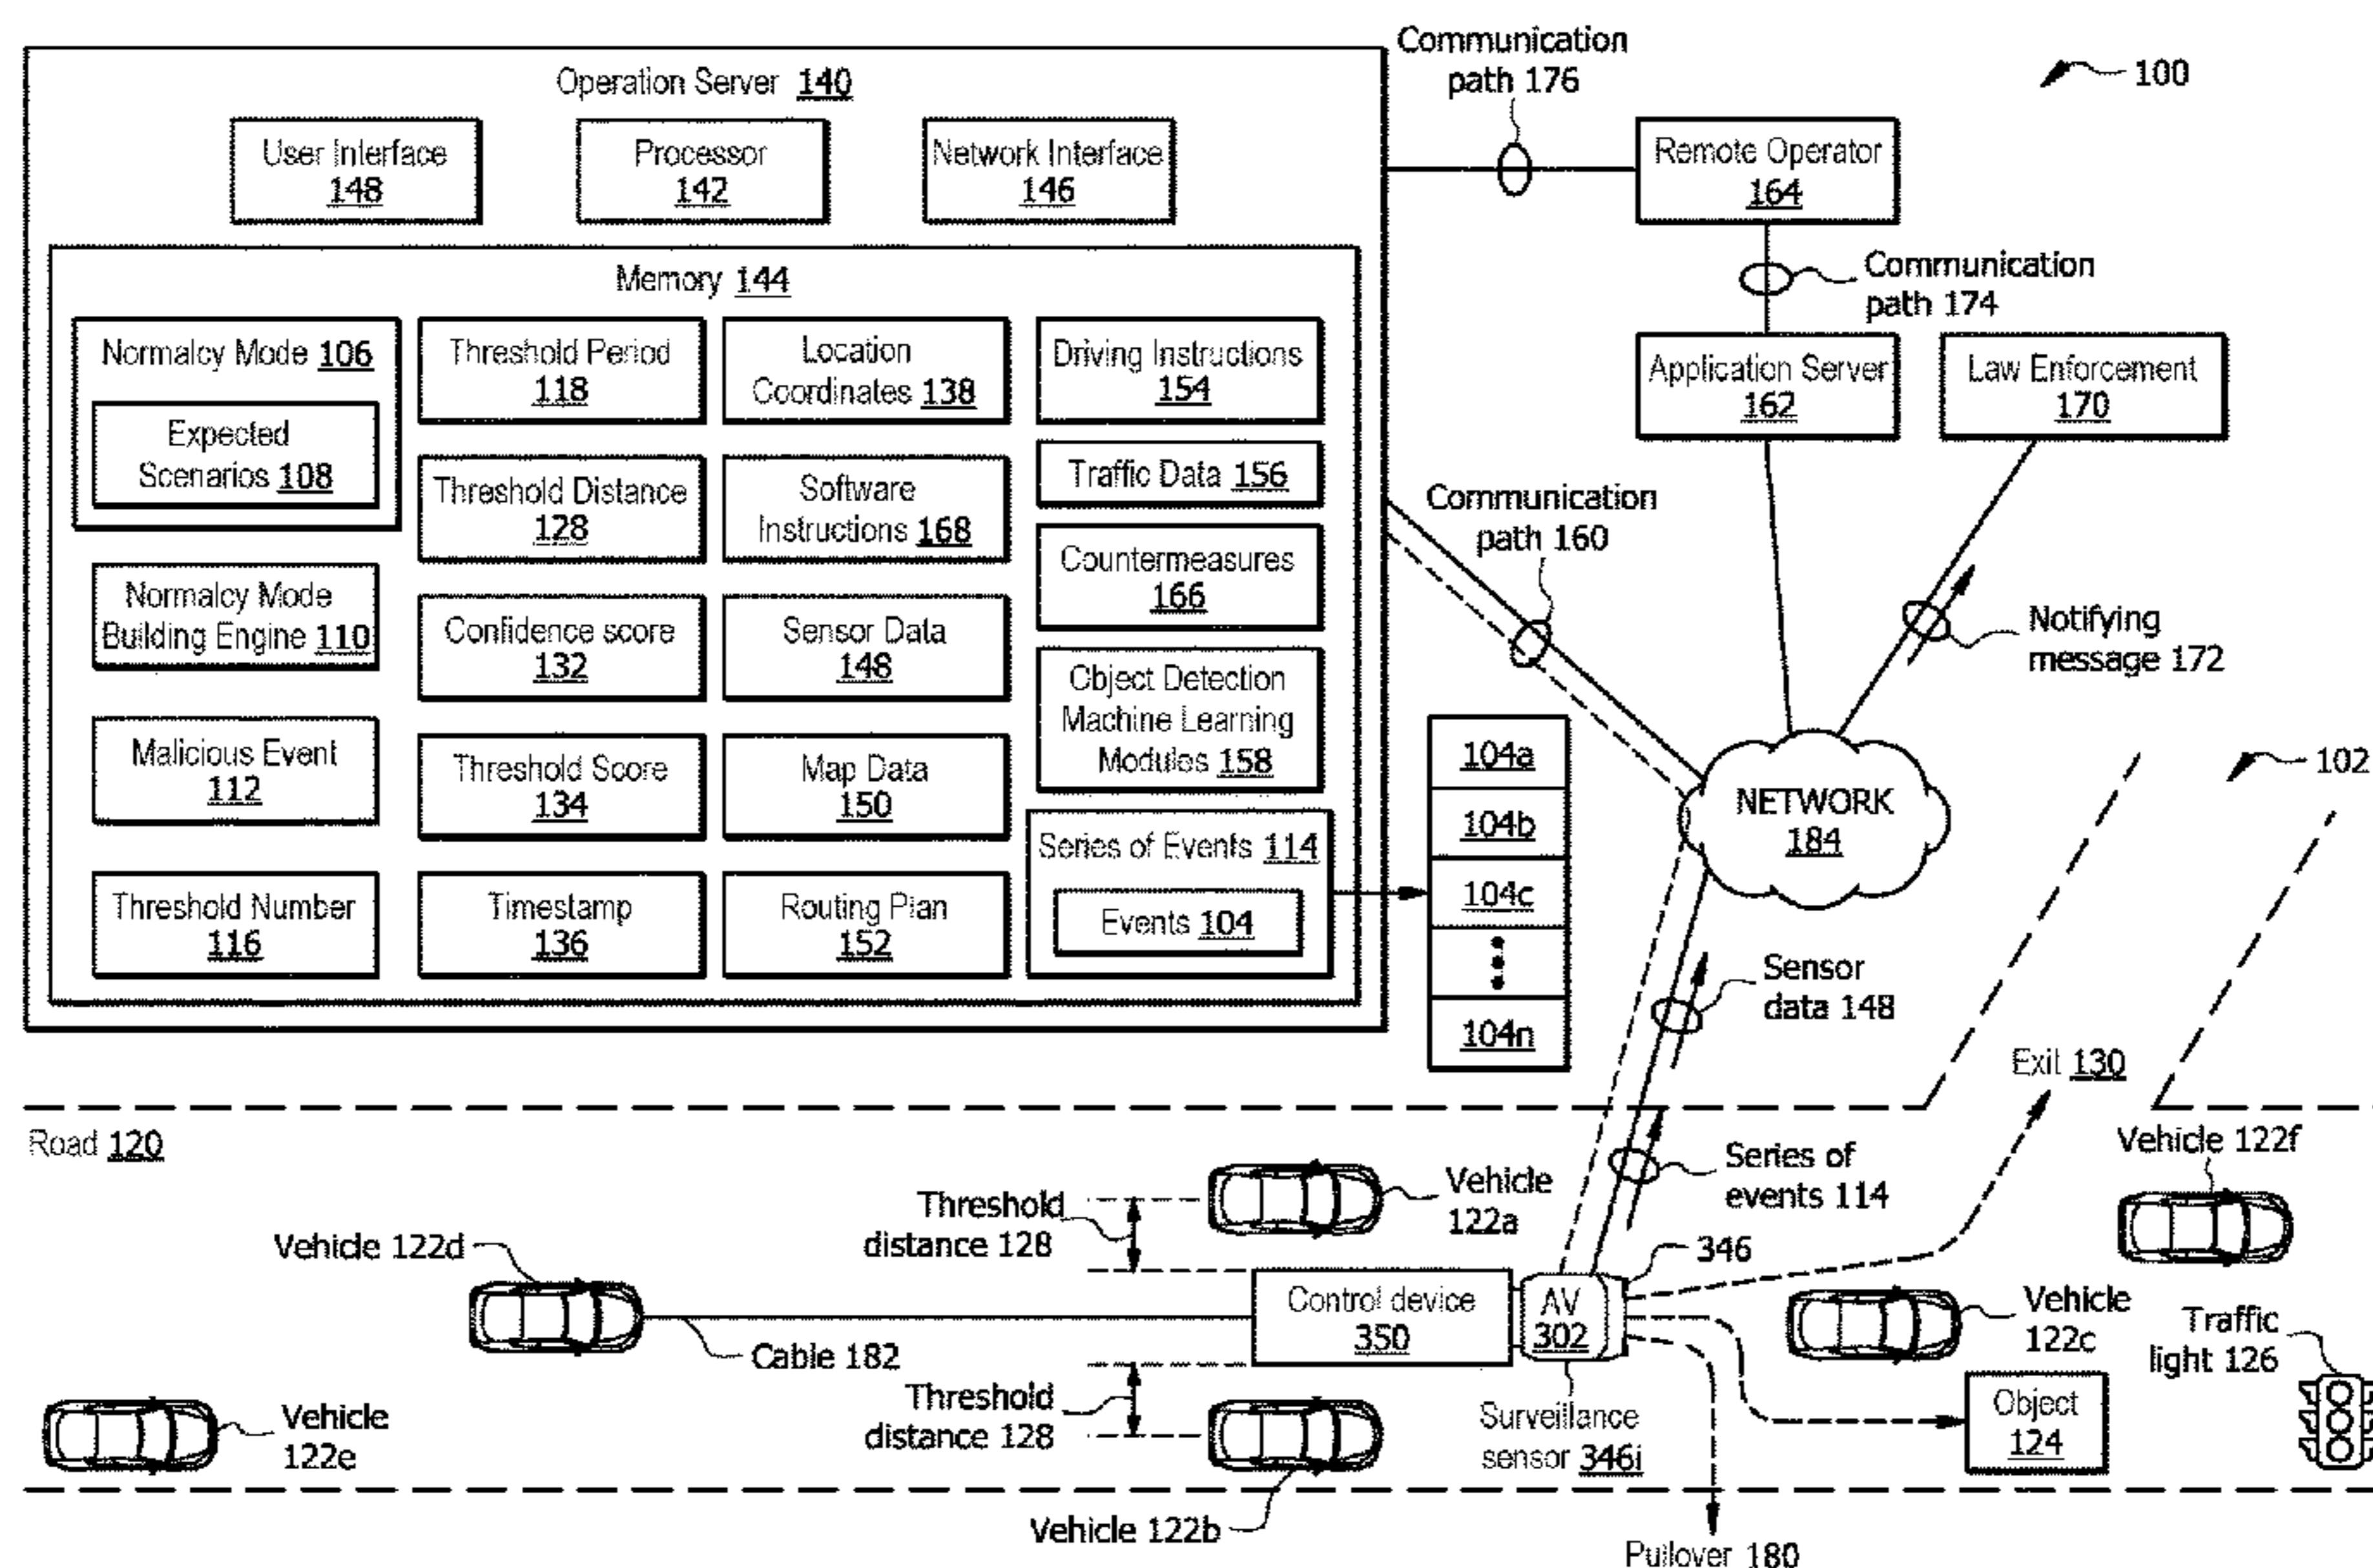 Operation Server 140
User Interface
148
Processor
142
Network Interface
146
Memory 144
Normalcy Mode 106
Expected
Scenarios 108
Normalcy Mode
Building Engine 110
Malicious Event
112
Threshold Number
116
Threshold Period
118
Threshold Distance
128
Confidence score
132
Threshold Score
134
Timestamp
136
Location
Coordinates 138
Software
Instructions 168
Sensor Data
148
Map Data
150
Routing Plan
152
Driving Instructions
154
Traffic Data 156
Countermeasures
166
Object Detection
Machine Learning
Modules 158
Series of Events 114
Events 104
104a
104b
104c
104n
Communication
path 176
100
Remote Operator
164
Communication
path 174
Application Server
162
Law Enforcement
170
Communication
path 160
Notifying
message 172
NETWORK
184
102
Sensor
data 148
Exit 130
Road 120
Series of
events 114
Vehicle 122f
Threshold
distance 128
Vehicle
122a
Vehicle 122d
346
Control device
350
AV
302
Vehicle
122c
Traffic
light 126
Cable 182
Threshold
distance 128
Vehicle
122e
Surveillance
sensor 346i
Object
124
Vehicle 122b
Pullover 180